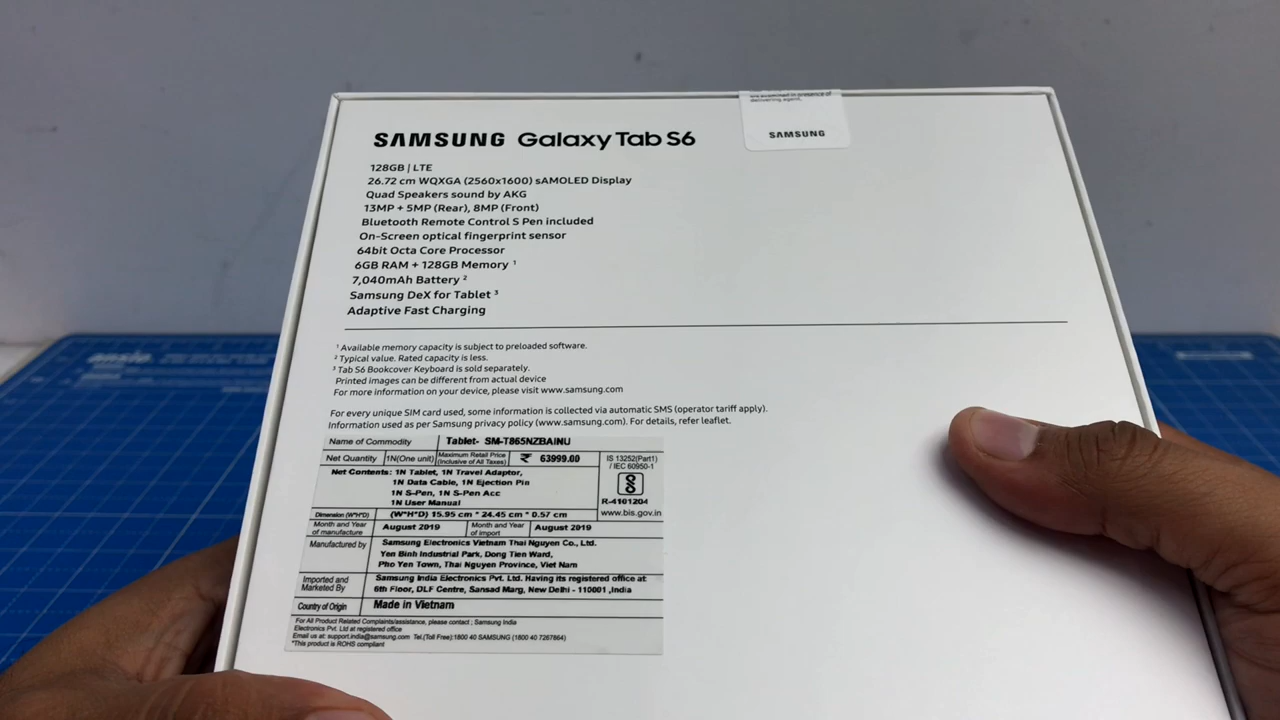 delivering agent.
SAMSUNG
SAMSUNG Galaxy Tab S6
128GB | LTE
26.72 cm WQXGA (2560x1600) sAMOLED Display
Quad Speakers sound by AKG
13MP + 5MP (Rear), 8MP (Front)
Bluetooth Remote Control S Pen included
On-Screen optical fingerprint sensor
64bit Octa Core Processor
6GB RAM + 128GB Memory ¹
7,040mAh Battery ²
Samsung DeX for Tablet ³
Adaptive Fast Charging
¹ Available memory capacity is subject to preloaded software.
² Typical value. Rated capacity is less.
³ Tab S6 Bookcover Keyboard is sold separately.
Printed images can be different from actual device
For more information on your device, please visit www.samsung.com
For every unique SIM card used, some information is collected via automatic SMS (operator tariff apply).
Information used as per Samsung privacy policy (www.samsung.com). For details, refer leaflet.
Name of Commodity Tablet- SM-T865NZBAINU
Net Quantity 1N(One unit) Maximum Retail Price (Inclusive of All Taxes) ₹ 63999.00
Net Contents: 1N Tablet, 1N Travel Adaptor,
1N Data Cable, 1N Ejection Pin
1N S-Pen, 1N S-Pen Acc
1N User Manual
IS 13252(Part1)
/ IEC 60950-1
R-4101204
www.bis.gov.in
Dimension (W*H*D) (W*H*D) 15.95 cm * 24.45 cm * 0.57 cm
Month and Year of manufacture August 2019 Month and Year of import August 2019
Manufactured by Samsung Electronics Vietnam Thai Nguyen Co., Ltd.
Yen Binh Industrial Park, Dong Tien Ward,
Pho Yen Town, Thai Nguyen Province, Viet Nam
Imported and Marketed By Samsung India Electronics Pvt. Ltd. Having its registered office at:
6th Floor, DLF Centre, Sansad Marg, New Delhi - 110001 ,India
Country of Origin Made in Vietnam
For All Product Related Complaints/assistance, please contact ; Samsung India
Electronics Pvt. Ltd at registered office
Email us at: support.india@samsung.com Tel.(Toll Free):1800 40 SAMSUNG (1800 40 7267864)
*This product is ROHS compliant